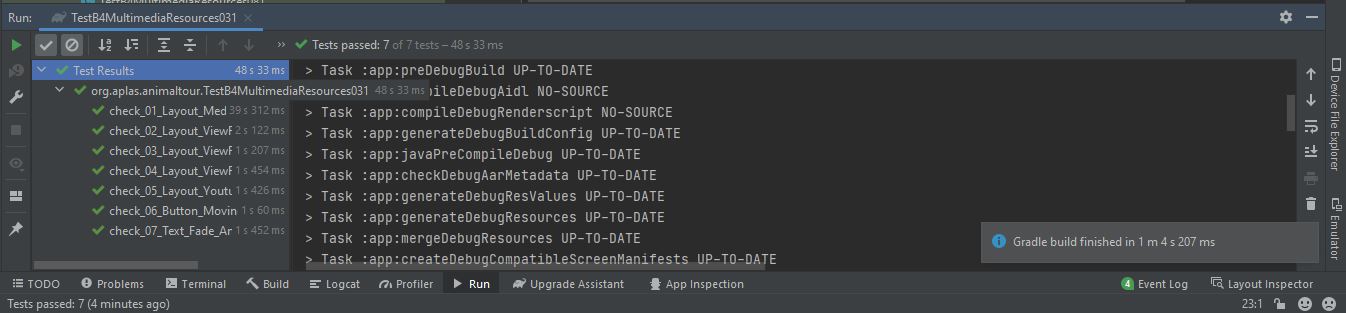 TestB4MultimediaResources081
Run: TestB4MultimediaResources031
Tests passed: 7 of 7 tests – 48 s 33 ms
Test Results 48 s 33 ms
org.aplas.animaltour.TestB4MultimediaResources031 48 s 33 ms
check_01_Layout_Med 39 s 312 ms
check_02_Layout_ViewF 2 s 122 ms
check_03_Layout_ViewF 1 s 207 ms
check_04_Layout_ViewF 1 s 454 ms
check_05_Layout_Youtu 1 s 426 ms
check_06_Button_Movin 1 s 60 ms
check_07_Text_Fade_Ar 1 s 452 ms
> Task :app:preDebugBuild UP-TO-DATE
pileDebugAidl NO-SOURCE
> Task :app:compileDebugRenderscript NO-SOURCE
> Task :app:generateDebugBuildConfig UP-TO-DATE
> Task :app:javaPreCompileDebug UP-TO-DATE
> Task :app:checkDebugAarMetadata UP-TO-DATE
> Task :app:generateDebugResValues UP-TO-DATE
> Task :app:generateDebugResources UP-TO-DATE
> Task :app:mergeDebugResources UP-TO-DATE
> Task :app:createDebugCompatibleScreenManifests UP-TO-DATE
Gradle build finished in 1 m 4 s 207 ms
Device File Explorer
Emulator
TODO Problems Terminal Build Logcat Profiler Run Upgrade Assistant App Inspection 4 Event Log Layout Inspector
Tests passed: 7 (4 minutes ago) 23:1